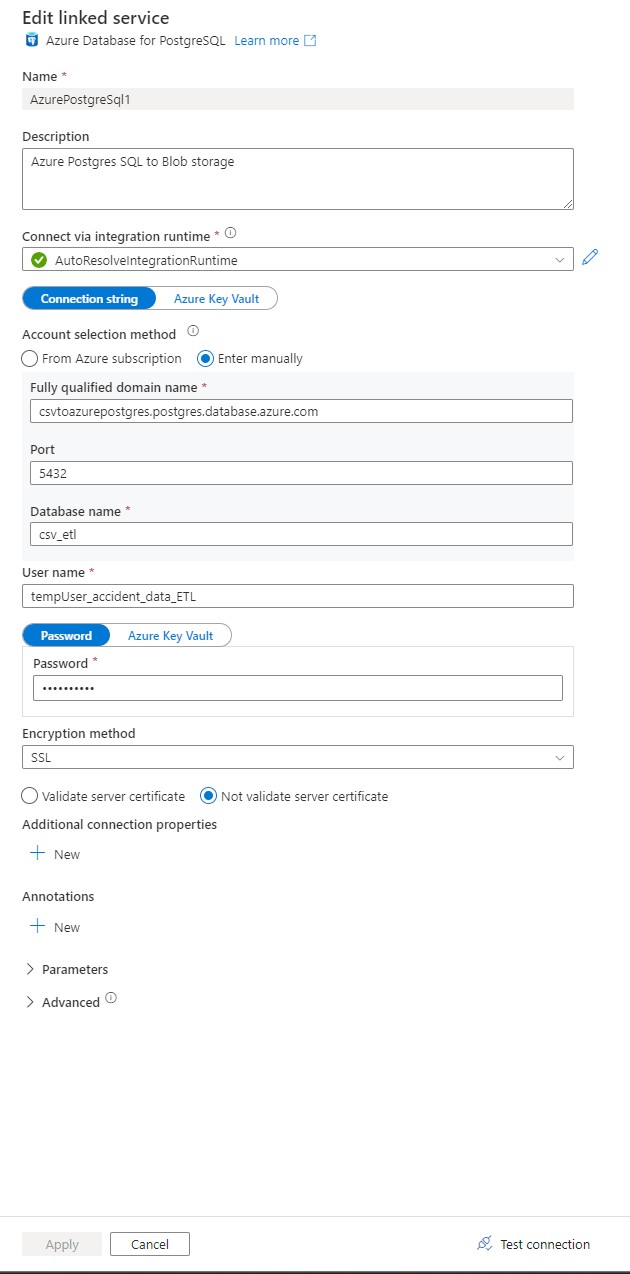 Edit linked service
Azure Database for PostgreSQL Learn more
Name *
AzurePostgreSql1
Description
Azure Postgres SQL to Blob storage
Connect via integration runtime *
AutoResolveIntegrationRuntime
Connection string Azure Key Vault
Account selection method
From Azure subscription Enter manually
Fully qualified domain name *
csvtoazurepostgres.postgres.database.azure.com
Port
5432
Database name *
csv_etl
User name *
tempUser_accident_data_ETL
Password Azure Key Vault
Password *
••••••••••
Encryption method
SSL
Validate server certificate Not validate server certificate
Additional connection properties
New
Annotations
New
Parameters
Advanced
Apply Cancel Test connection